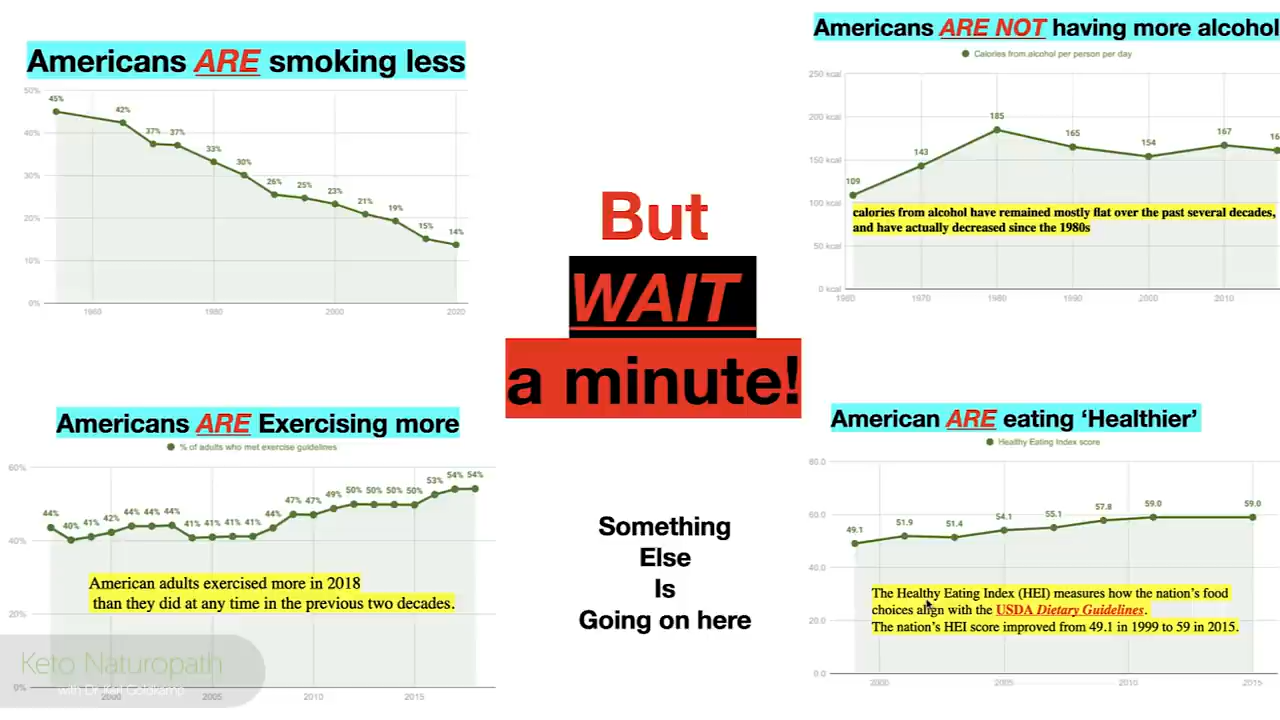 Americans ARE smoking less
50%
40%
30%
20%
10%
0%
45%
42%
37%
37%
33%
30%
26%
25%
23%
21%
19%
15%
14%
1960
1980
2000
2020
Americans ARE NOT having more alcohol
Calories from alcohol per person per day
250 kcal
200 kcal
150 kcal
100 kcal
50 kcal
0 kcal
109
143
185
165
154
167
calories from alcohol have remained mostly flat over the past several decades,
and have actually decreased since the 1980s
1960
1970
1980
1990
2000
2010
But
WAIT
a minute!
Something
Else
Is
Going on here
Americans ARE Exercising more
% of adults who met exercise guidelines
60%
40%
20%
0%
44%
40%
41%
42%
44%
44%
44%
41%
41%
41%
41%
44%
47%
47%
49%
50%
50%
50%
50%
53%
54%
54%
American adults exercised more in 2018
than they did at any time in the previous two decades.
2000
2005
2010
2015
Keto Naturopath
with Dr. Karl Goldkamp
American ARE eating ‘Healthier’
Healthy Eating Index score
80.0
60.0
40.0
20.0
0.0
49.1
51.9
51.4
54.1
55.1
57.8
59.0
59.0
The Healthy Eating Index (HEI) measures how the nation's food
choices align with the USDA Dietary Guidelines.
The nation's HEI score improved from 49.1 in 1999 to 59 in 2015.
2000
2005
2010
2015